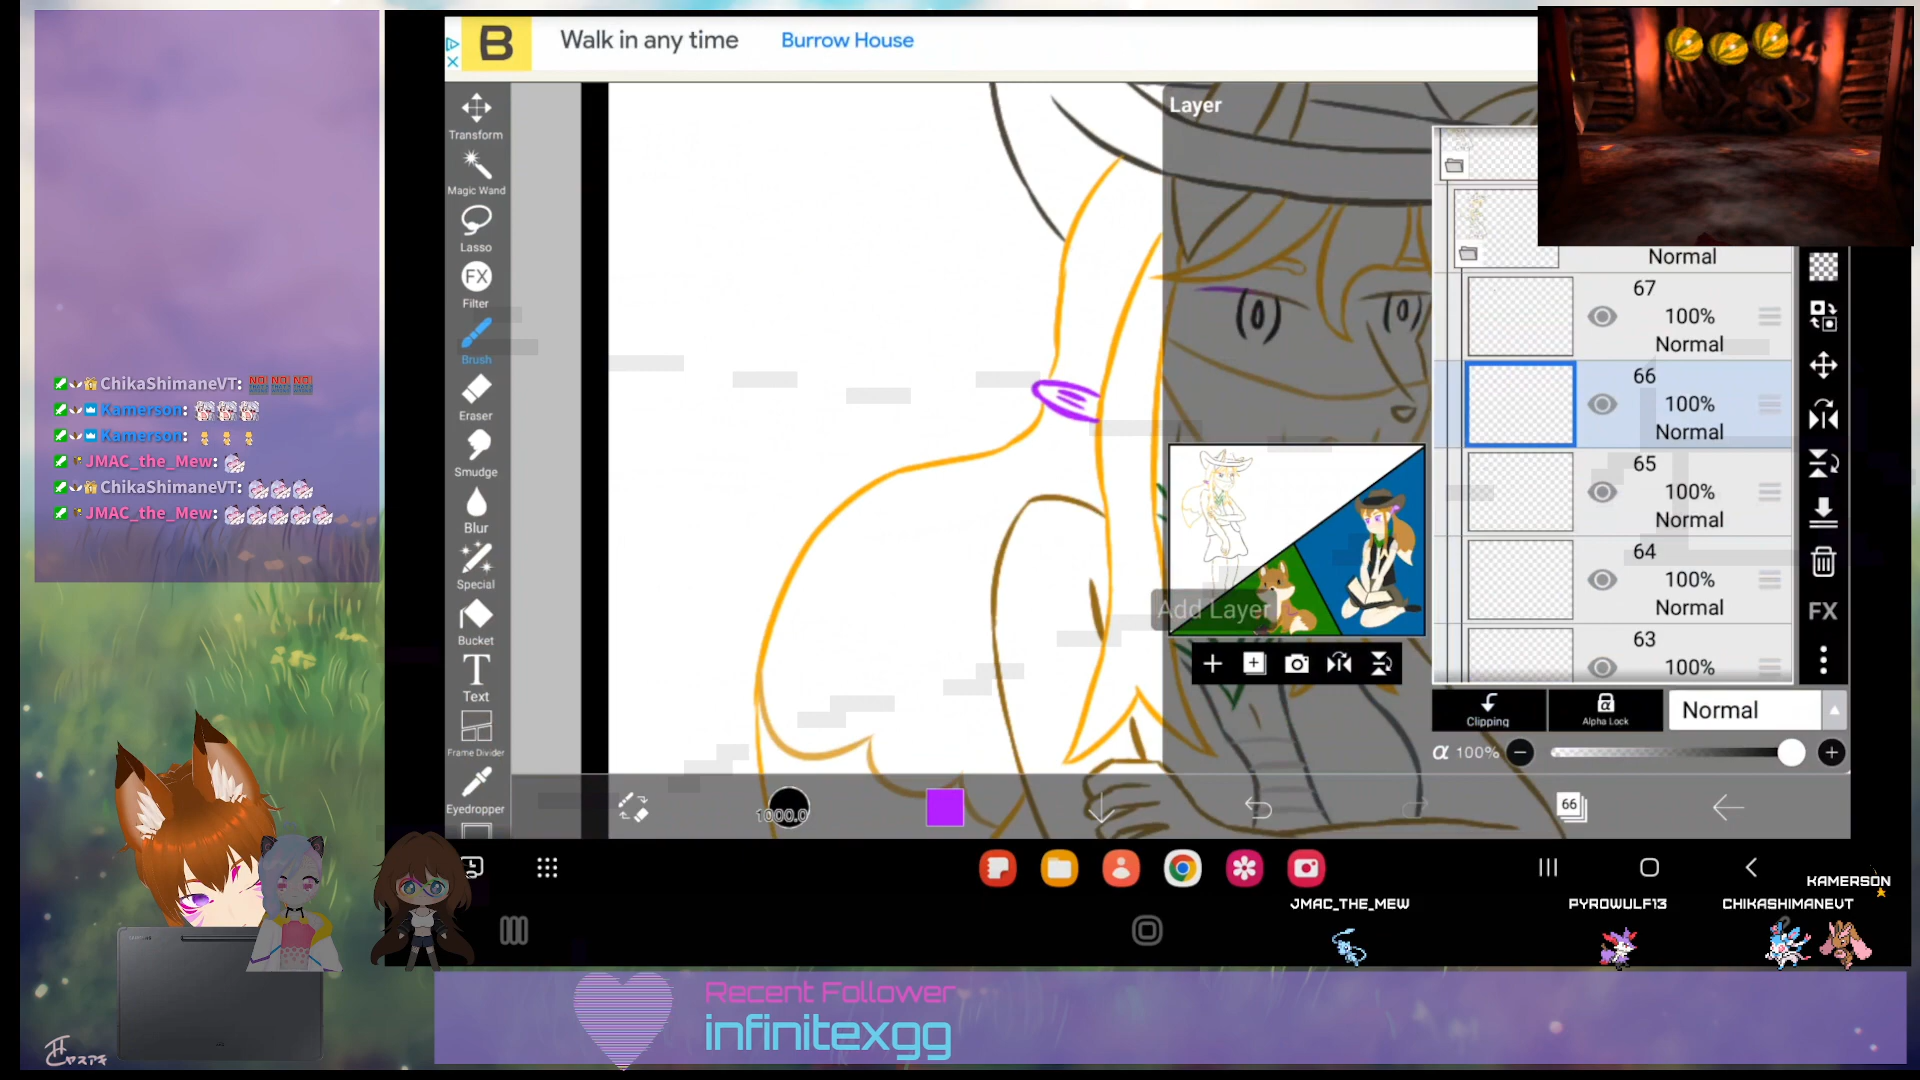 B
Walk in any time
Burrow House
Layer
Transform
Magic Wand
Lasso
FX
Filter
Brush
Eraser
Smudge
Blur
Special
Bucket
T
Text
Frame Divider
Eyedropper
Normal
67
100%
Normal
66
100%
Normal
65
100%
Normal
64
100%
Normal
63
100%
FX
Add Layer
Clipping
Alpha Lock
Normal
α 100%
1000.0
66
ChikaShimaneVT:
Kamerson:
Kamerson:
JMAC_the_Mew:
ChikaShimaneVT:
JMAC_the_Mew:
KAMERSON
JMAC_THE_MEW
PYROWULF13
CHIKASHIMANEVT
Recent Follower
infinitexgg